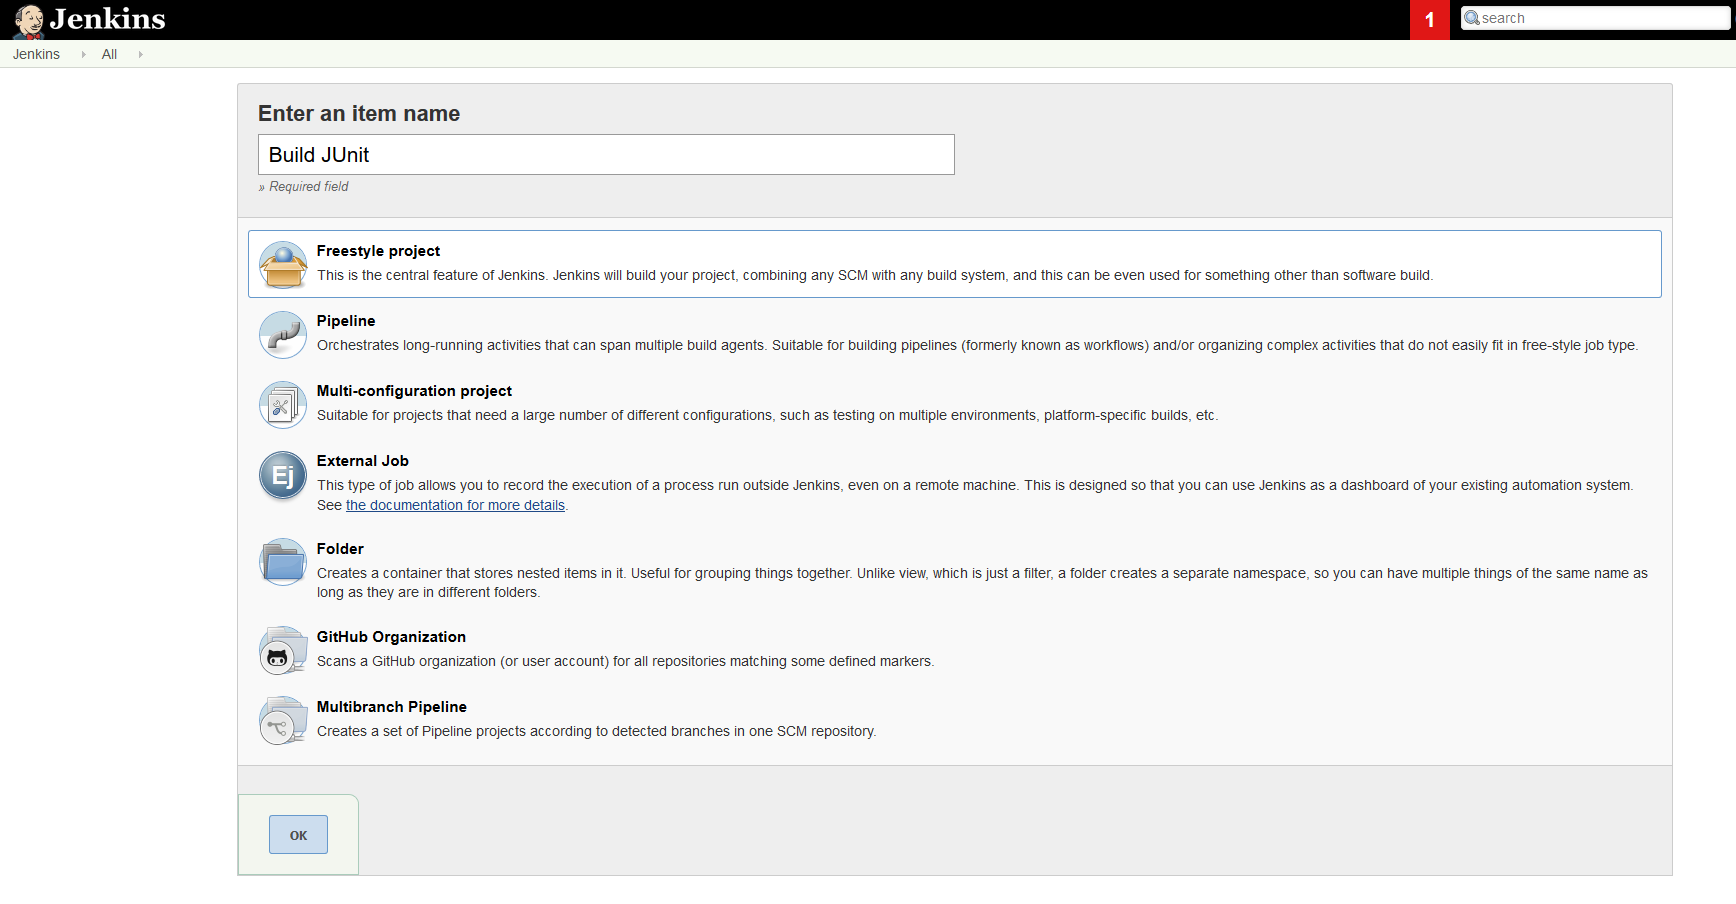 Jenkins
1
search
Jenkins
All
Enter an item name
Build JUnit
» Required field
Freestyle project
This is the central feature of Jenkins. Jenkins will build your project, combining any SCM with any build system, and this can be even used for something other than software build.
Pipeline
Orchestrates long-running activities that can span multiple build agents. Suitable for building pipelines (formerly known as workflows) and/or organizing complex activities that do not easily fit in free-style job type.
Multi-configuration project
Suitable for projects that need a large number of different configurations, such as testing on multiple environments, platform-specific builds, etc.
Ej
External Job
This type of job allows you to record the execution of a process run outside Jenkins, even on a remote machine. This is designed so that you can use Jenkins as a dashboard of your existing automation system.
See the documentation for more details.
Folder
Creates a container that stores nested items in it. Useful for grouping things together. Unlike view, which is just a filter, a folder creates a separate namespace, so you can have multiple things of the same name as
long as they are in different folders.
GitHub Organization
Scans a GitHub organization (or user account) for all repositories matching some defined markers.
Multibranch Pipeline
Creates a set of Pipeline projects according to detected branches in one SCM repository.
OK